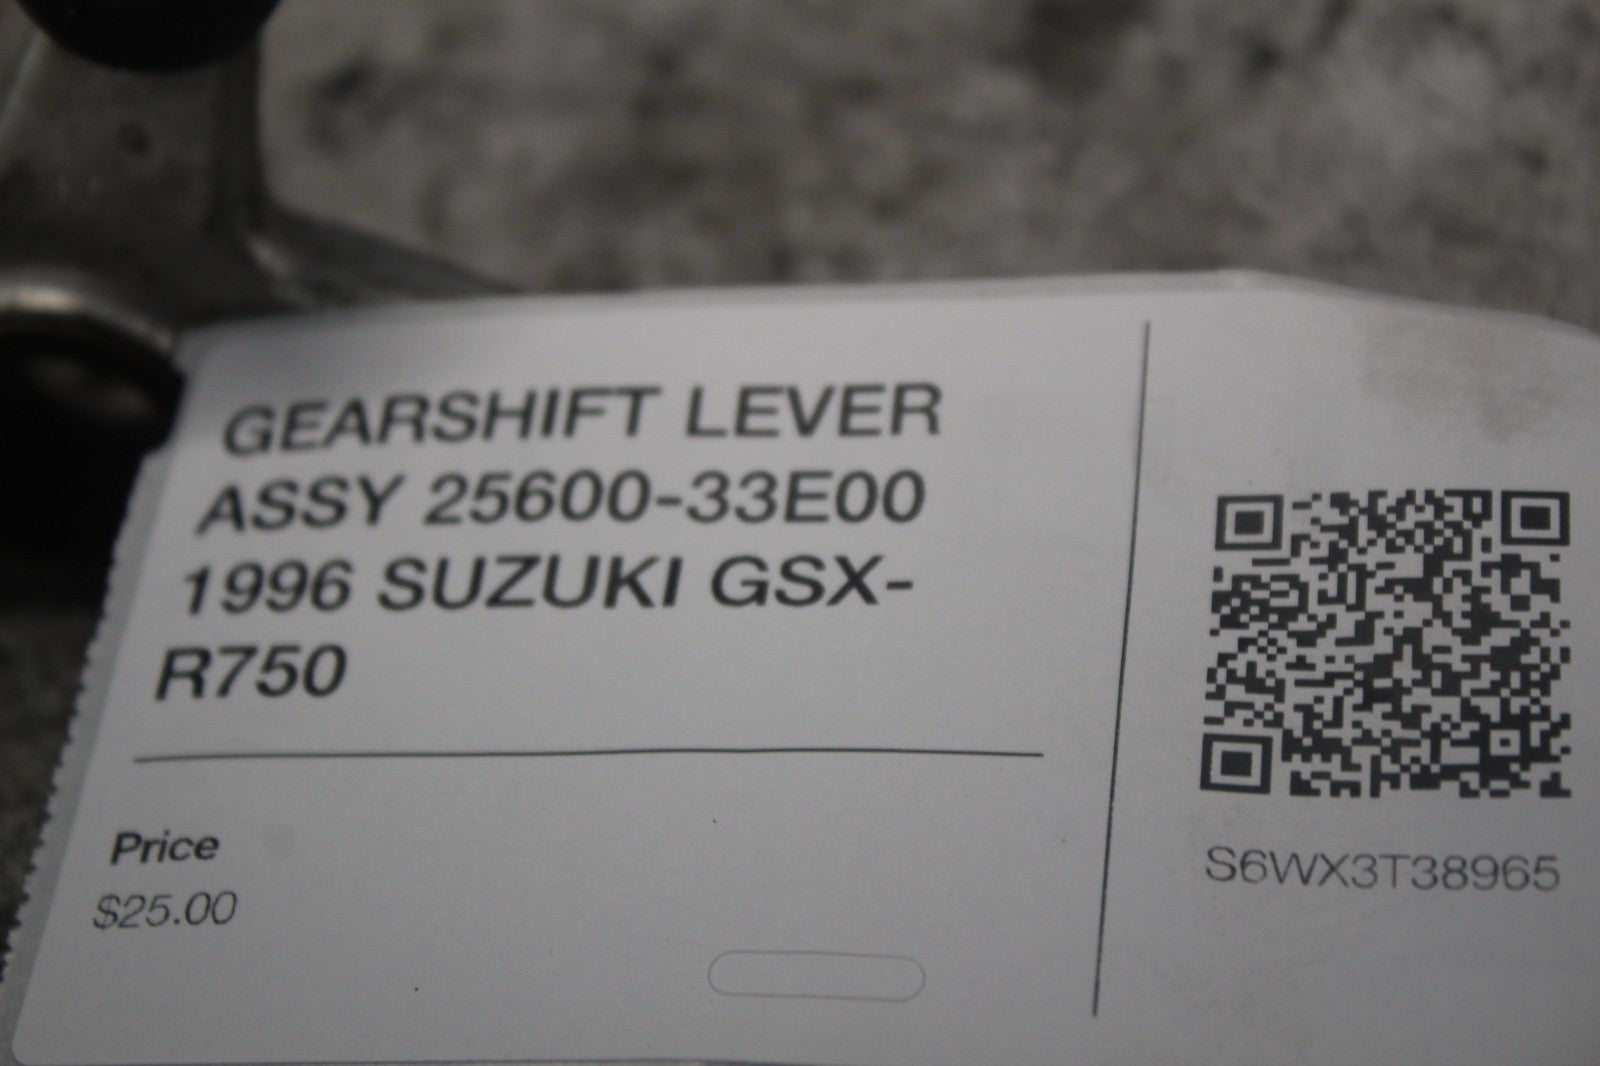 GEARSHIFT LEVER
ASSY 25600-33E00
1996 SUZUKI GSX-
R750
Price
$25.00
S6WX3T38965